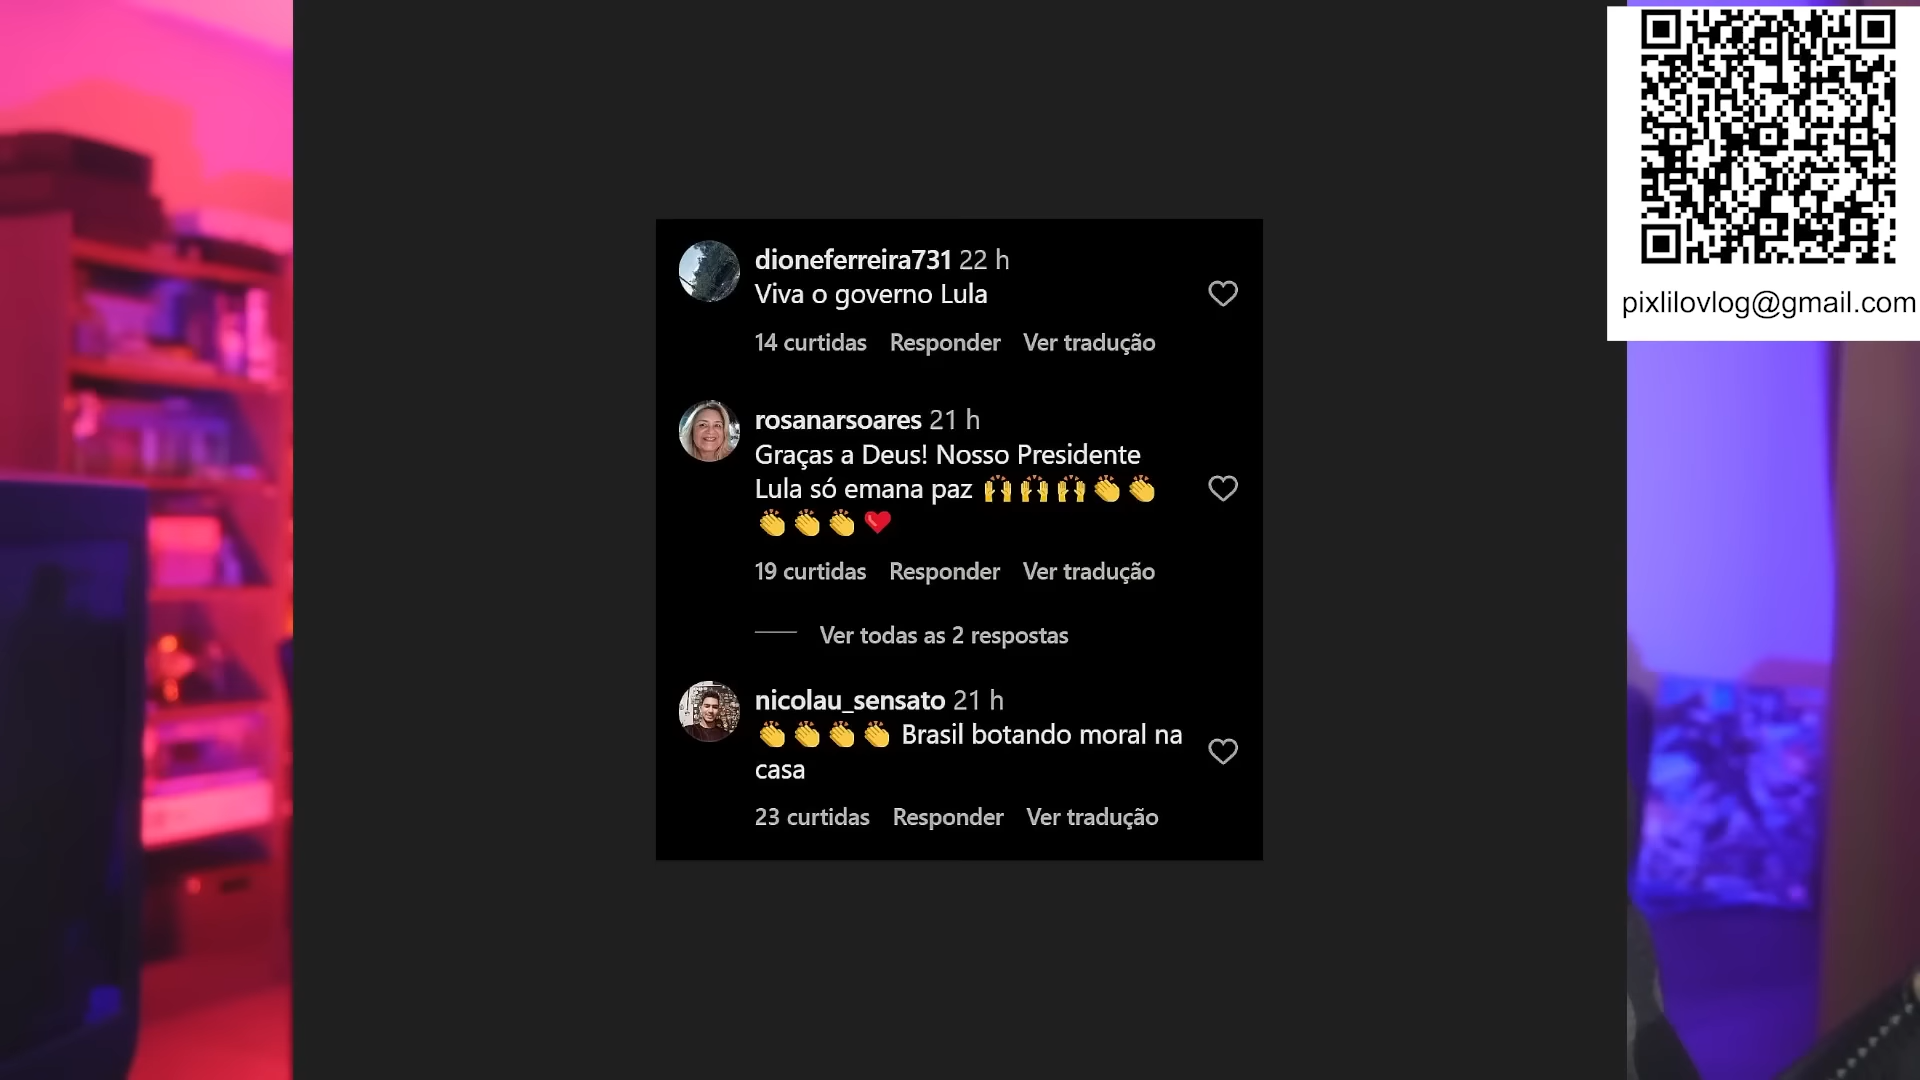 pixlilovlog@gmail.com
dioneferreira731 22 h
Viva o governo Lula
14 curtidas Responder Ver tradução
rosanarsoares 21 h
Graças a Deus! Nosso Presidente
Lula só emana paz 🙌🙌🙌👏👏
👏👏👏❤️
19 curtidas Responder Ver tradução
Ver todas as 2 respostas
nicolau_sensato 21 h
👏👏👏👏 Brasil botando moral na
casa
23 curtidas Responder Ver tradução